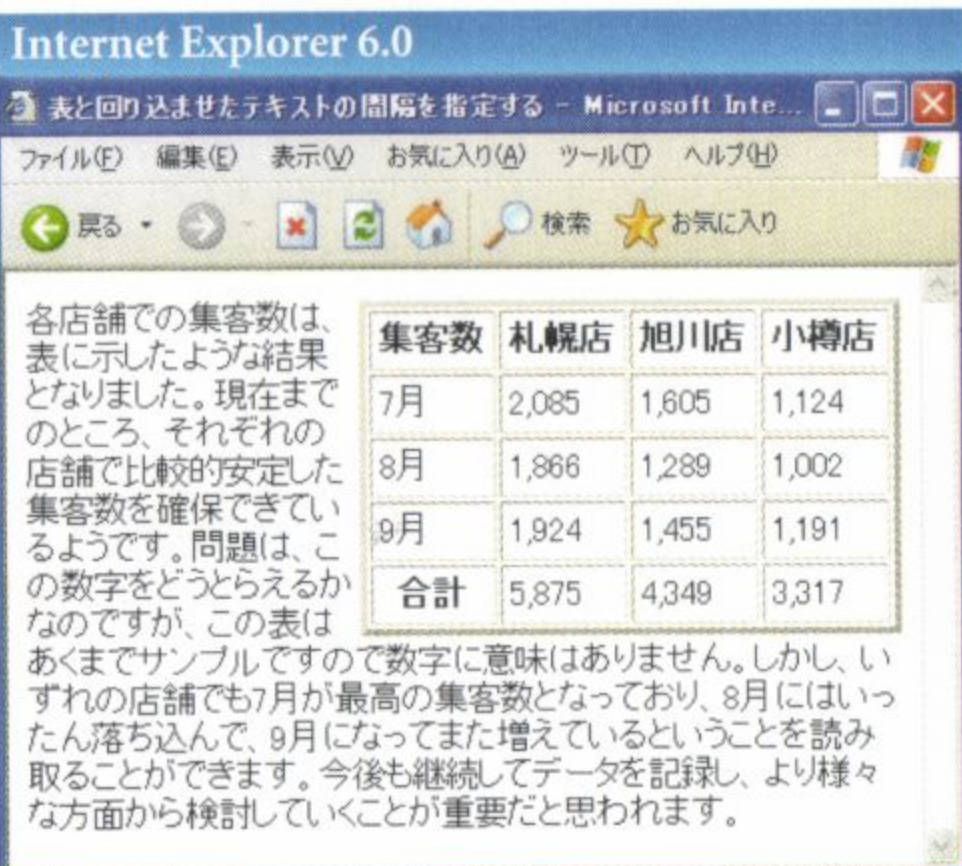 Internet Explorer 6.0
表と回り込ませたテキストの間隔を指定する - Microsoft Inte...
ファイル(F) 編集(E) 表示(V) お気に入り(A) ツール(T) ヘルプ(H)
戻る 検索 お気に入り
各店舗での集客数は、
表に示したような結果
となりました。現在まで
のところ、それぞれの
店舗で比較的安定した
集客数を確保できてい
るようです。問題は、こ
の数字をどうとらえるか
なのですが、この表は
集客数 札幌店 旭川店 小樽店
7月 2,085 1,605 1,124
8月 1,866 1,289 1,002
9月 1,924 1,455 1,191
合計 5,875 4,349 3,317
あくまでサンプルですので数字に意味はありません。しかし、い
ずれの店舗でも7月が最高の集客数となっており、8月にはいっ
たん落ち込んで、9月になってまた増えているということを読み
取ることができます。今後も継続してデータを記録し、より様々
な方面から検討していくことが重要だと思われます。